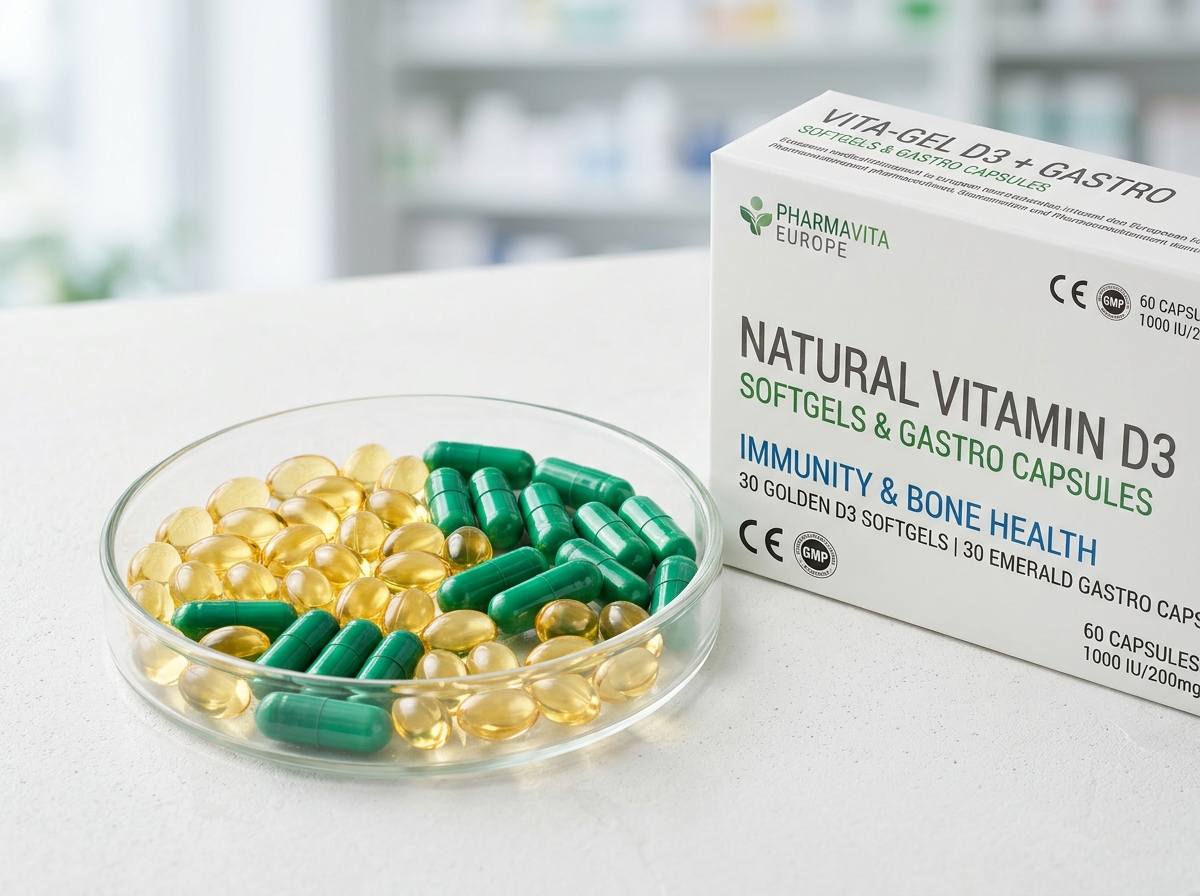 VITA-GEL D3 + GASTRO
SOFTGELS & GASTRO CAPSULES
PHARMAVITA
EUROPE
CE GMP 60 CAPSU
1000 IU/2
NATURAL VITAMIN D3
SOFTGELS & GASTRO CAPSULES
IMMUNITY & BONE HEALTH
30 GOLDEN D3 SOFTGELS | 30 EMERALD GASTRO CAPS
CE GMP
60 CAPSULES
1000 IU/200mg